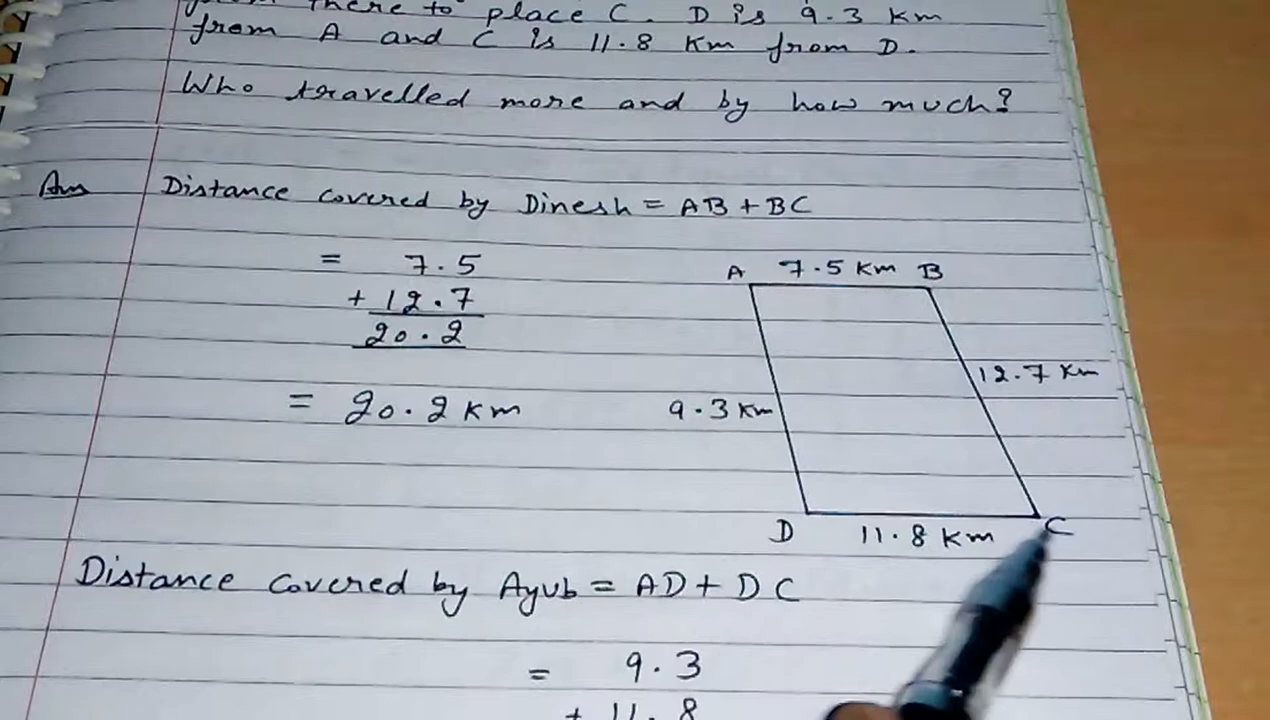 from there to place C. D is 9.3 Km
from A and C is 11.8 Km from D.
Who travelled more and by how much?
Ans Distance covered by Dinesh = AB + BC
= 7.5
+ 12.7
20.2
= 20.2 km
A 7.5 Km B
12.7 Km
9.3 Km
D 11.8 Km C
Distance Covered by Ayub = AD + DC
= 9.3
+ 11.8